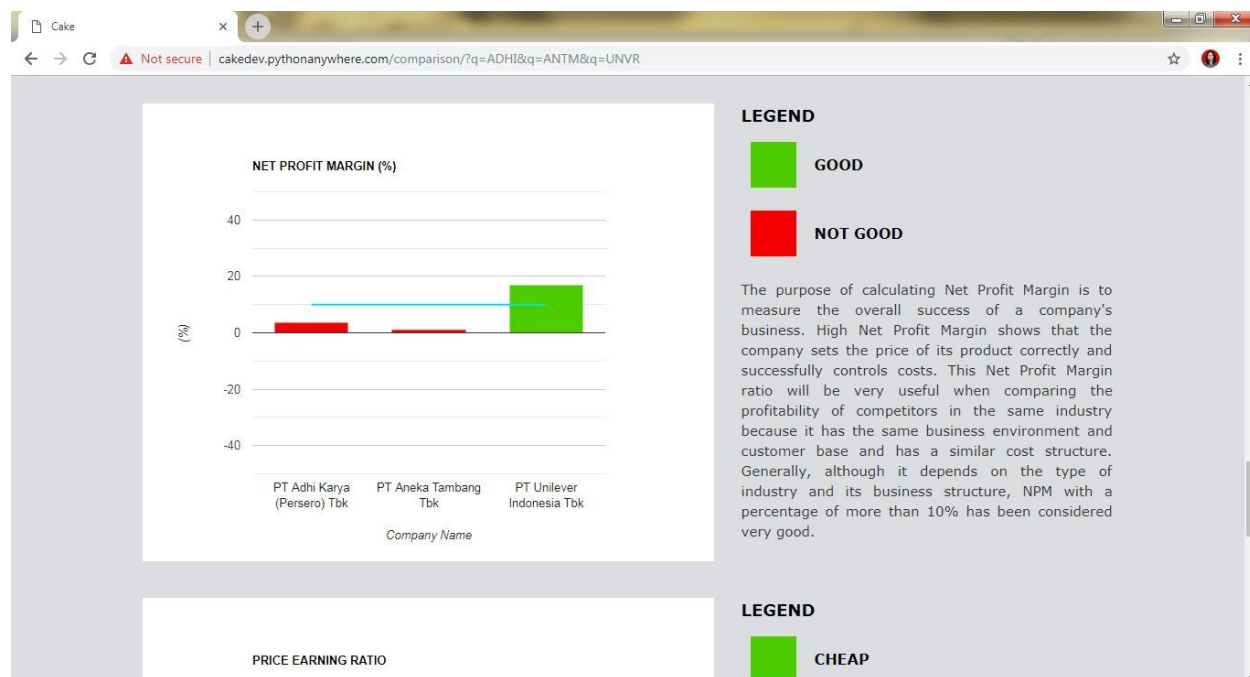 Cake
Not secure | cakedev.pythonanywhere.com/comparison/?q=ADHI&q=ANTM&q=UNVR
NET PROFIT MARGIN (%)
40
20
0
-20
-40
(%)
PT Adhi Karya
(Persero) Tbk
PT Aneka Tambang
Tbk
PT Unilever
Indonesia Tbk
Company Name
LEGEND
GOOD
NOT GOOD
The purpose of calculating Net Profit Margin is to
measure the overall success of a company's
business. High Net Profit Margin shows that the
company sets the price of its product correctly and
successfully controls costs. This Net Profit Margin
ratio will be very useful when comparing the
profitability of competitors in the same industry
because it has the same business environment and
customer base and has a similar cost structure.
Generally, although it depends on the type of
industry and its business structure, NPM with a
percentage of more than 10% has been considered
very good.
PRICE EARNING RATIO
LEGEND
CHEAP